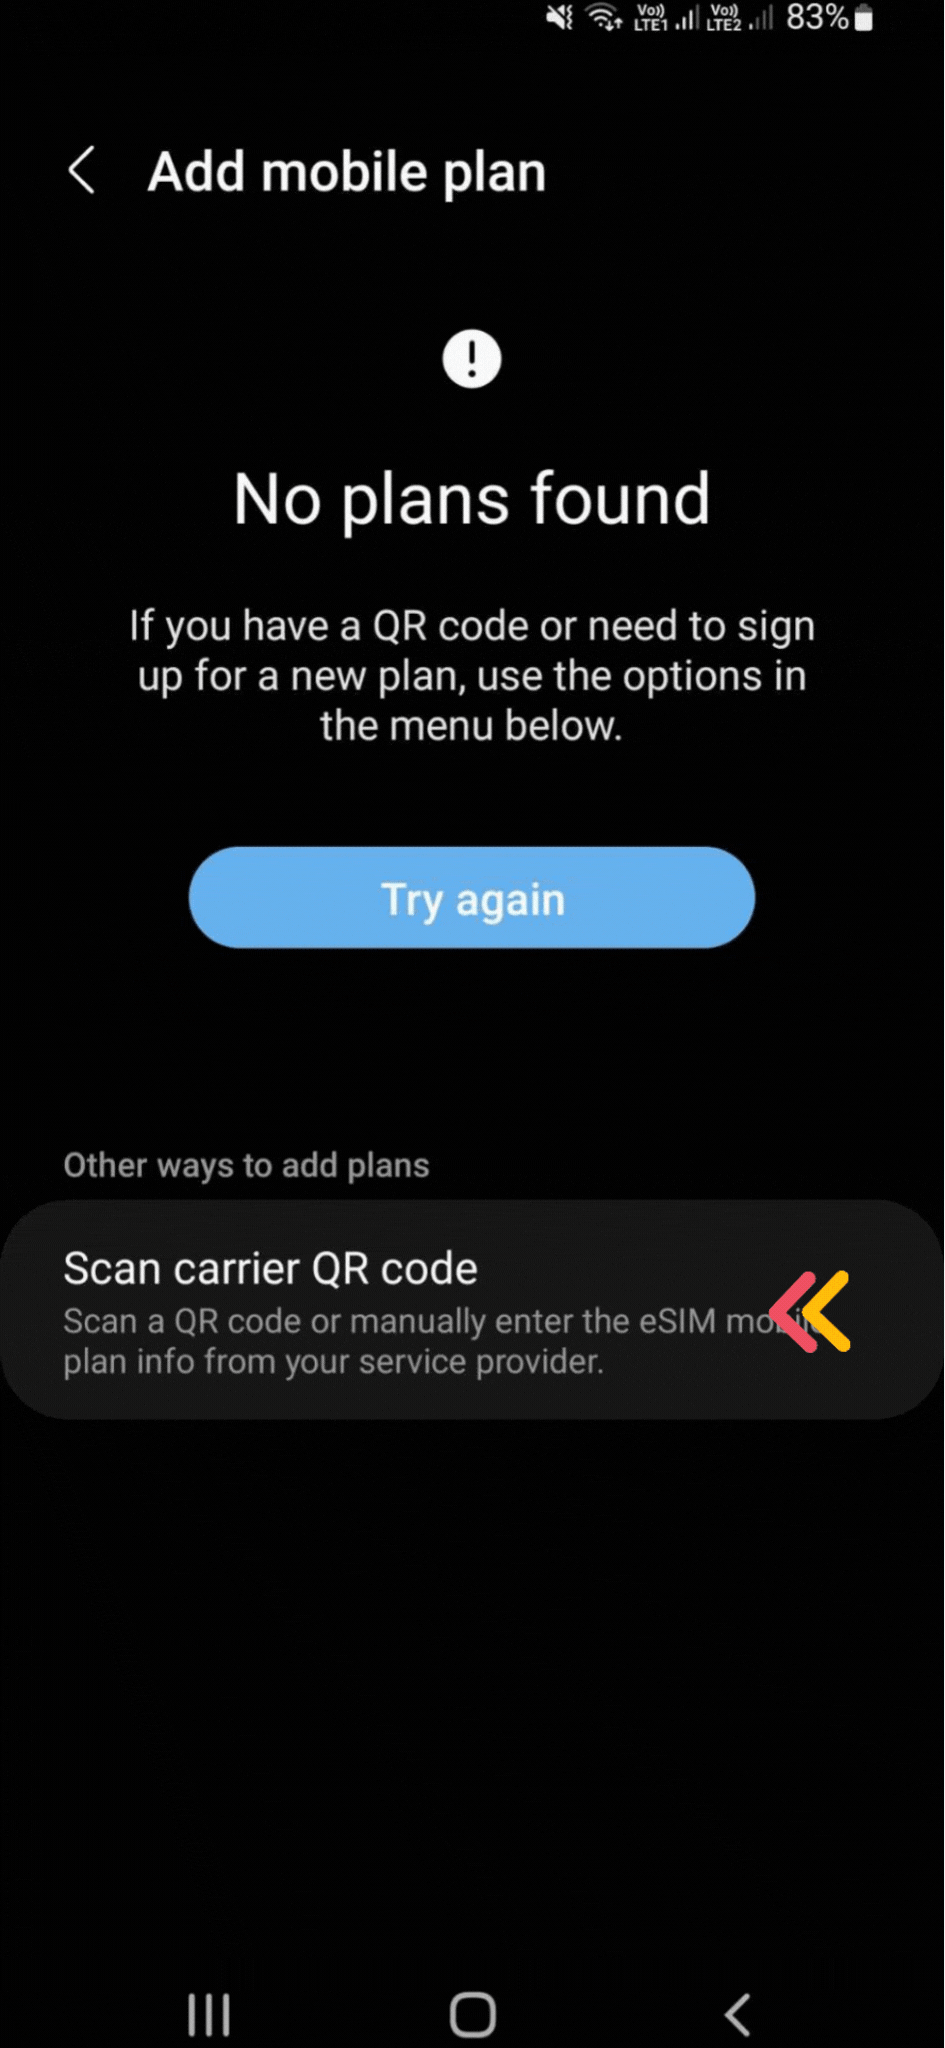 Vo)) LTE1 Vo)) LTE2 83%
Add mobile plan
!
No plans found
If you have a QR code or need to sign
up for a new plan, use the options in
the menu below.
Try again
Other ways to add plans
Scan carrier QR code
Scan a QR code or manually enter the eSIM mobile
plan info from your service provider.